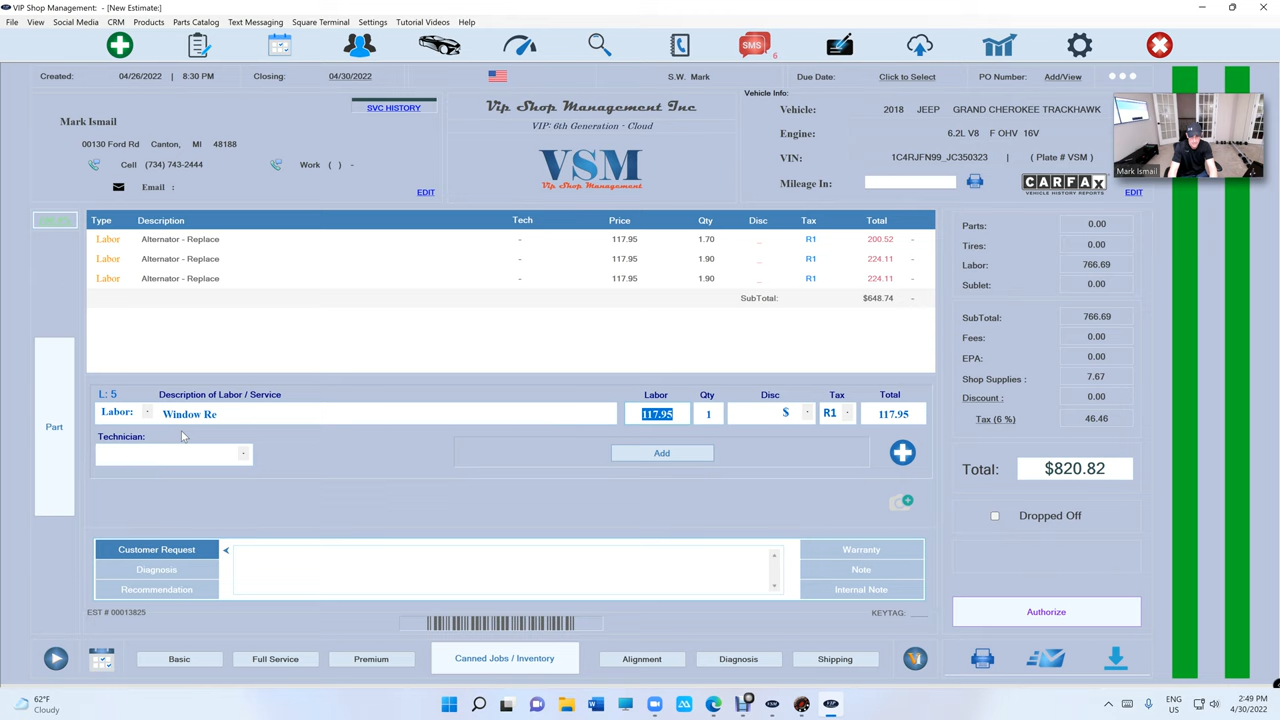 VIP Shop Management: - [New Estimate:]
File View Social Media CRM Products Parts Catalog Text Messaging Square Terminal Settings Tutorial Videos Help
SMS 6
Created: 04/26/2022 | 8:30 PM Closing: 04/30/2022 S.W. Mark Due Date: Click to Select PO Number: Add/View
SVC HISTORY
Mark Ismail
00130 Ford Rd Canton, MI 48188
Cell (734) 743-2444 Work ( ) -
Email :
EDIT
Vip Shop Management Inc
VIP: 6th Generation - Cloud
VSM
Vip Shop Management
Vehicle Info:
Vehicle: 2018 JEEP GRAND CHEROKEE TRACKHAWK
Engine: 6.2L V8 F OHV 16V
VIN: 1C4RJFN99_JC350323 | ( Plate # VSM )
Mileage In:
CARFAX
VEHICLE HISTORY REPORTS
EDIT
Mark Ismail
Type Description Tech Price Qty Disc Tax Total
Labor Alternator - Replace - 117.95 1.70 _ R1 200.52 -
Labor Alternator - Replace - 117.95 1.90 _ R1 224.11 -
Labor Alternator - Replace - 117.95 1.90 _ R1 224.11 -
SubTotal: $648.74 -
Part
L: 5 Description of Labor / Service Labor Qty Disc Tax Total
Labor: Window Re 117.95 1 $ R1 117.95
Technician:
Add
Customer Request
Diagnosis
Recommendation
Warranty
Note
Internal Note
EST # 00013825
KEYTAG: ____
Parts: 0.00
Tires: 0.00
Labor: 766.69
Sublet: 0.00
SubTotal: 766.69
Fees: 0.00
EPA: 0.00
Shop Supplies : 7.67
Discount: 0.00
Tax (6 %) 46.46
Total: $820.82
Dropped Off
Authorize
Basic Full Service Premium Canned Jobs / Inventory Alignment Diagnosis Shipping
62°F
Cloudy
ENG
US
2:49 PM
4/30/2022